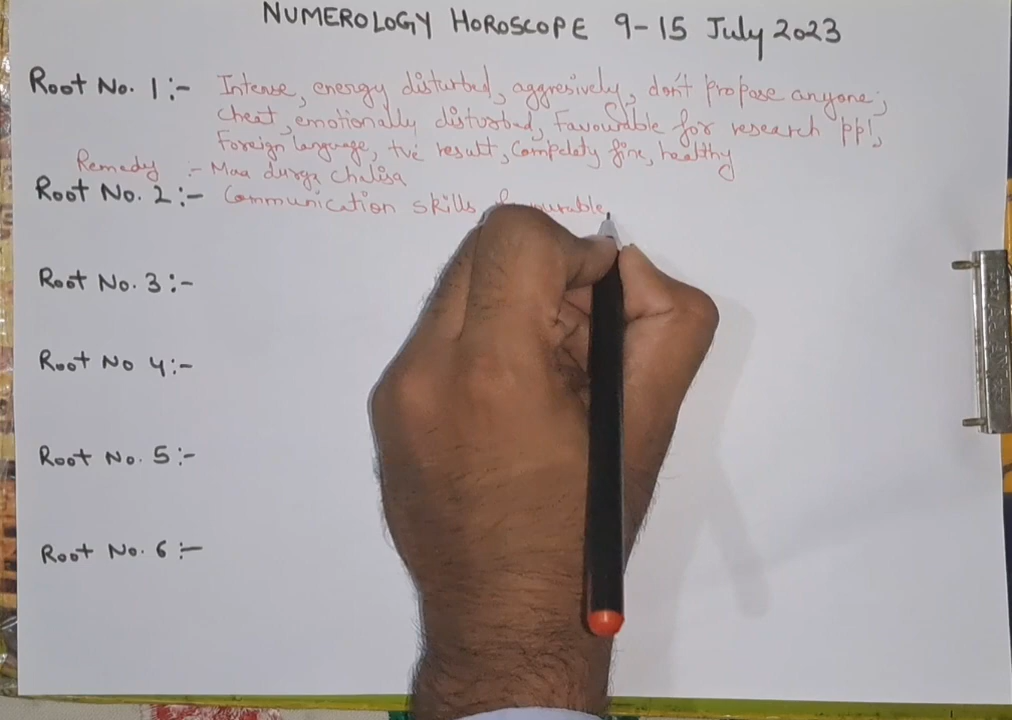 NUMEROLOGY HOROSCOPE 9-15 July 2023
Root No. 1 :- Intense, energy disturbed, aggresively, don't propose anyone,
Cheat, emotionally disturbed, Favourable for research ppl,
Foreign language, +ve result, Complety fine, healthy
Remedy :- Maa durga Chalisa
Root No. 2 :- Communication skills
Root No. 3 :-
Root No 4 :-
Root No. 5 :-
Root No. 6 :-